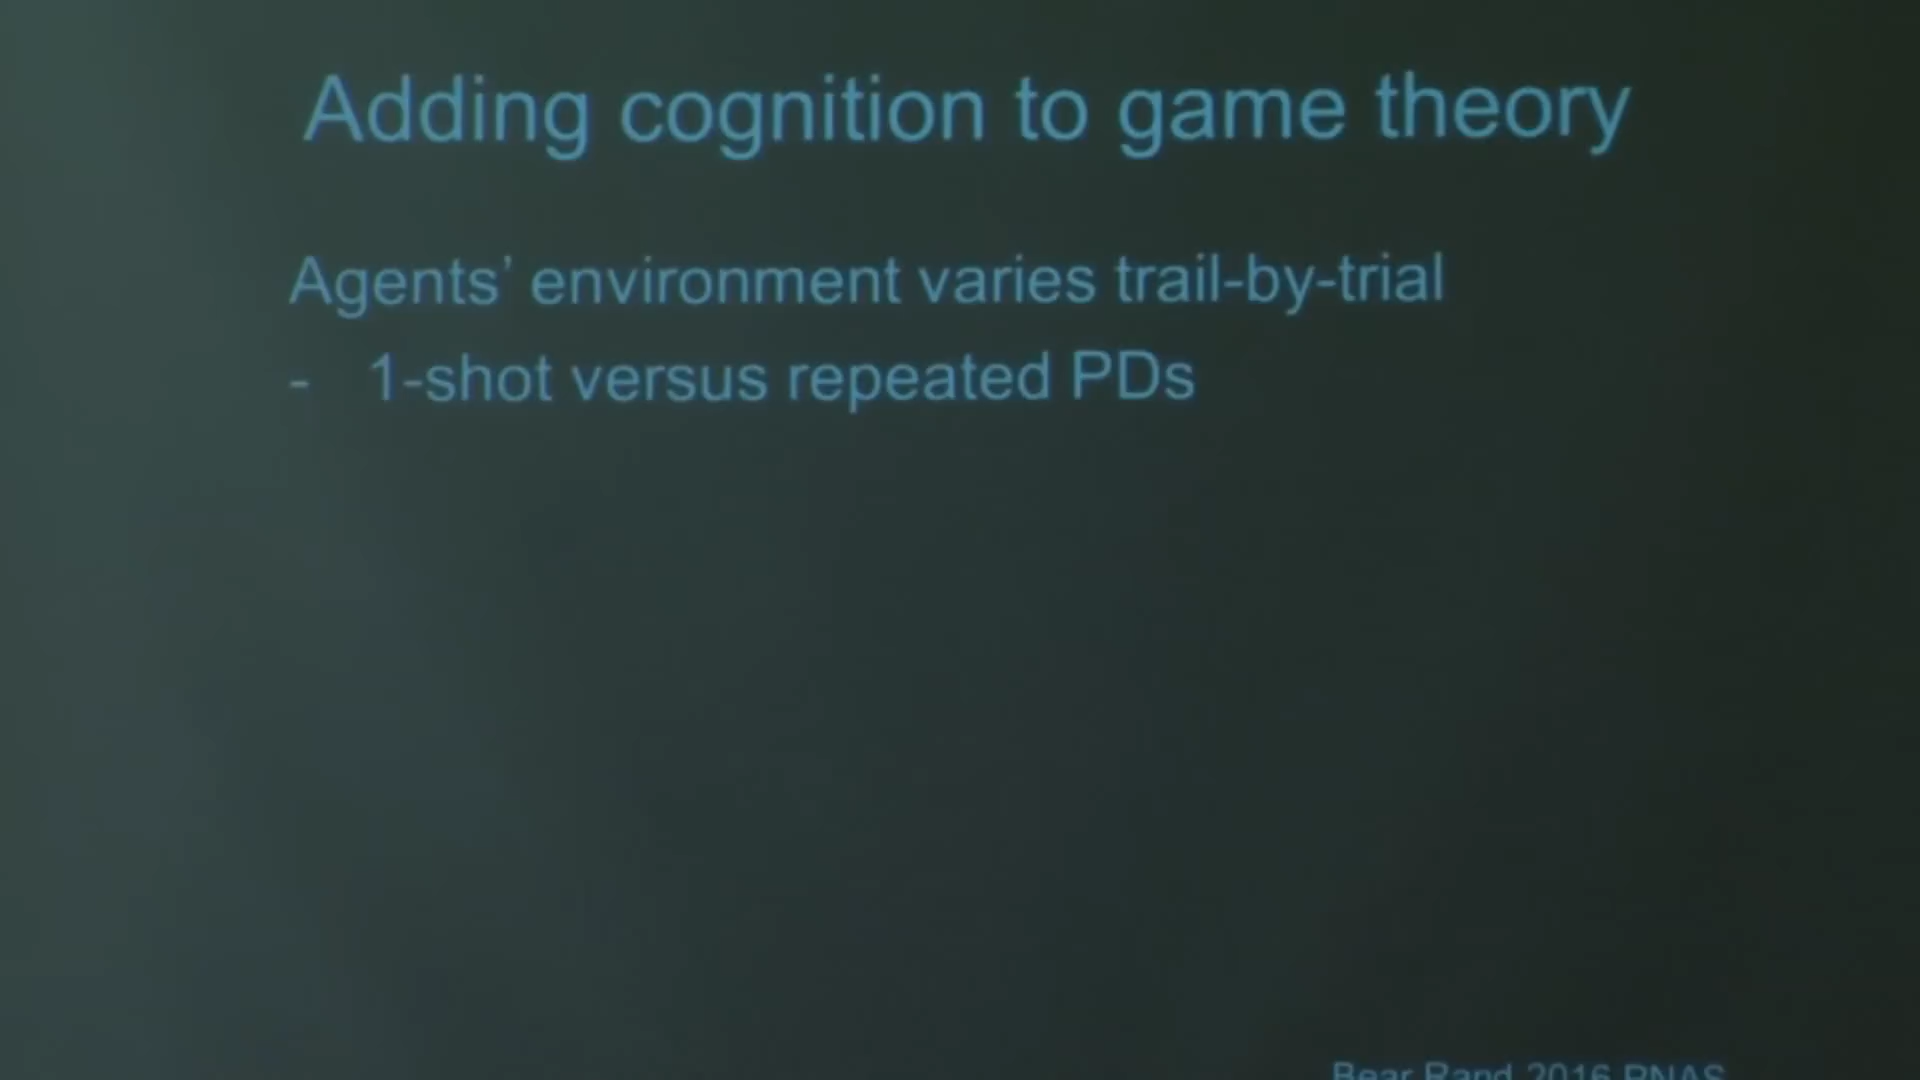 Adding cognition to game theory
Agents’ environment varies trail-by-trial
- 1-shot versus repeated PDs
Bear Rand 2016 PNAS